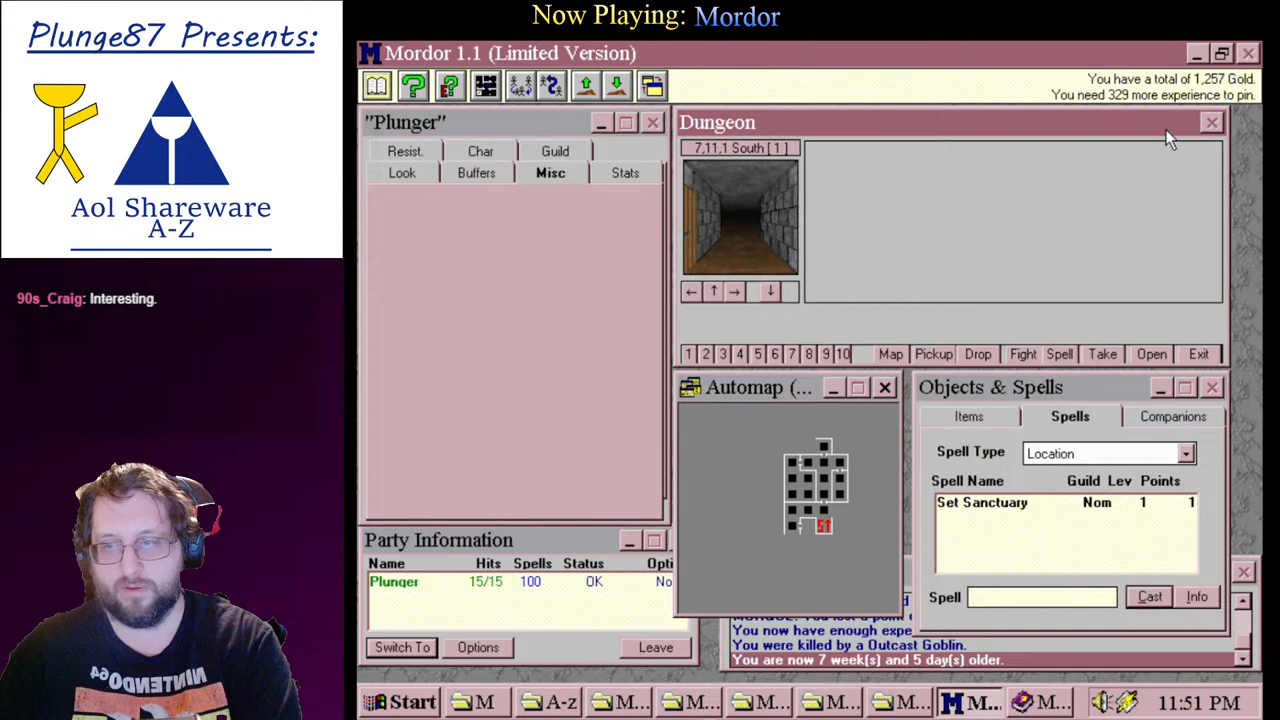 Now Playing: Mordor
Plunge87 Presents:
Aol Shareware
A-Z
90s_Craig: Interesting.
NINTENDO64
Mordor 1.1 (Limited Version)
You have a total of 1,257 Gold.
You need 329 more experience to pin.
"Plunger"
Resist. Char Guild
Look Buffers Misc Stats
Dungeon
7,11,1 South [ 1 ]
1 2 3 4 5 6 7 8 9 10 Map Pickup Drop Fight Spell Take Open Exit
Automap (...
Objects & Spells
Items Spells Companions
Spell Type Location
Spell Name Guild Lev Points
Set Sanctuary Nom 1 1
Spell Cast Info
Party Information
Name Hits Spells Status Opti
Plunger 15/15 100 OK No
Switch To Options Leave
You now have enough expe
You were killed by a Outcast Goblin.
You are now 7 week(s) and 5 day(s) older.
Start M A-z M... M... M... M... M... M... M... 11:51 PM